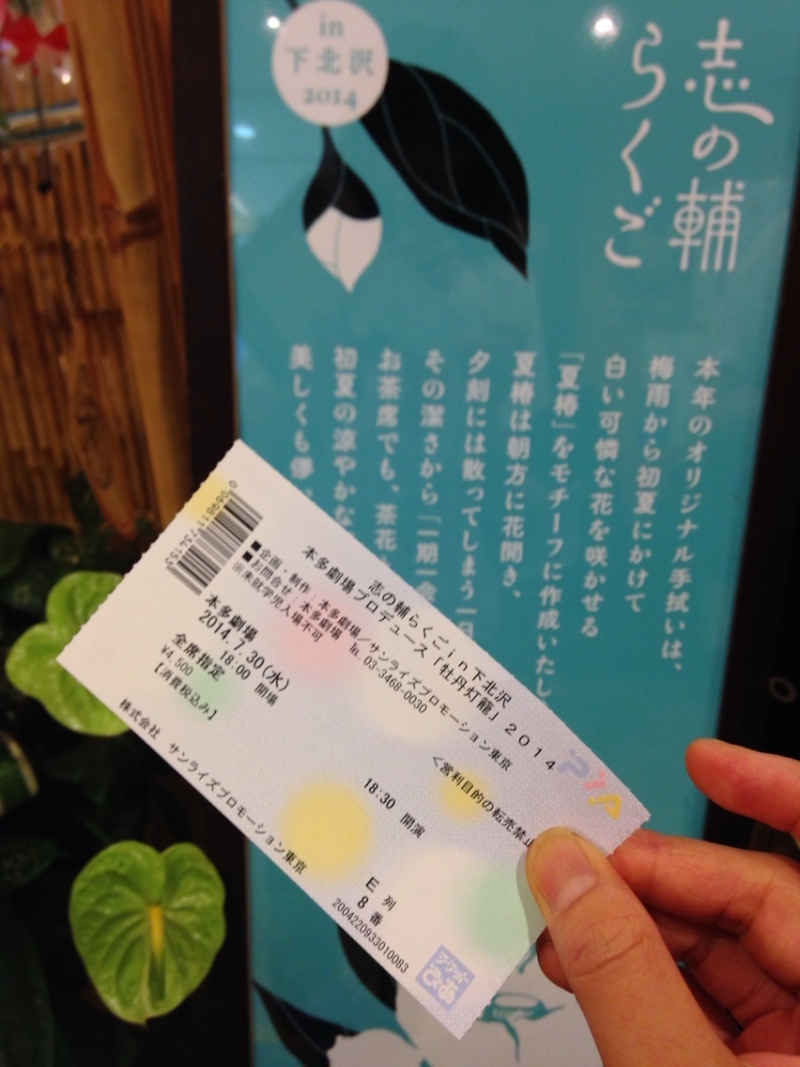 in
下北沢
2014
志の輔
らくご
本年のオリジナル手拭いは、
梅雨から初夏にかけて
白い可憐な花を咲かせる
「夏椿」をモチーフに作成いたし
夏椿は朝方に花開き、
夕刻には散ってしまう一日
その潔さから「一期一会
お茶席でも、茶花
初夏の涼やかな
美しくも儚い
志の輔らくごin下北沢
本多劇場プロデュース「牡丹灯籠」2014
■企画・制作:本多劇場/サンライズプロモーション東京
■お問合せ:本多劇場 ℡03-3468-0030
※未就学児入場不可
<営利目的の転売禁止
本多劇場
2014.7.30(水)
18:00 開場
18:30 開演
全席指定
¥4,500
【消費税込み】
E 列
8 番
株式会社 サンライズプロモーション東京
2004220933010083
PIA
チケットぴあ